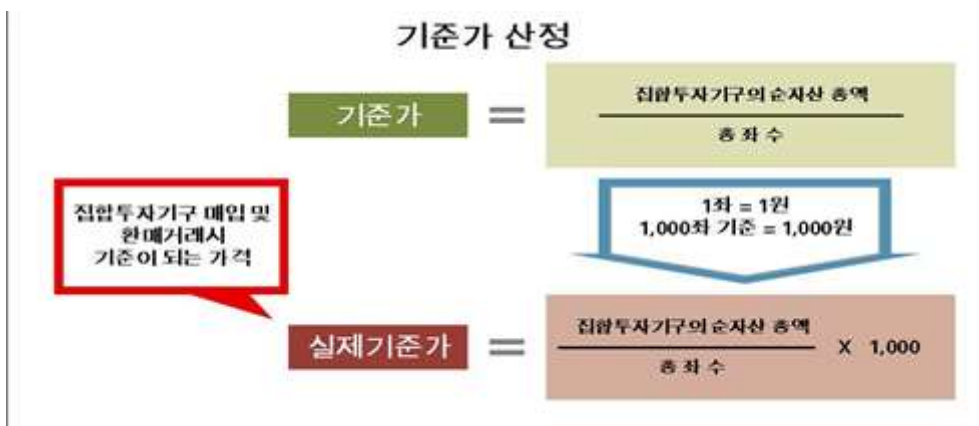 기준가 산정
기준가 =
집합투자기구의 순자산 총액
총 좌 수
집합투자기구 매입 및
환매거래시
기준이 되는 가격
1좌 = 1원
1,000좌 기준 = 1,000원
실제기준가 =
집합투자기구의 순자산 총액
총 좌 수
X 1,000